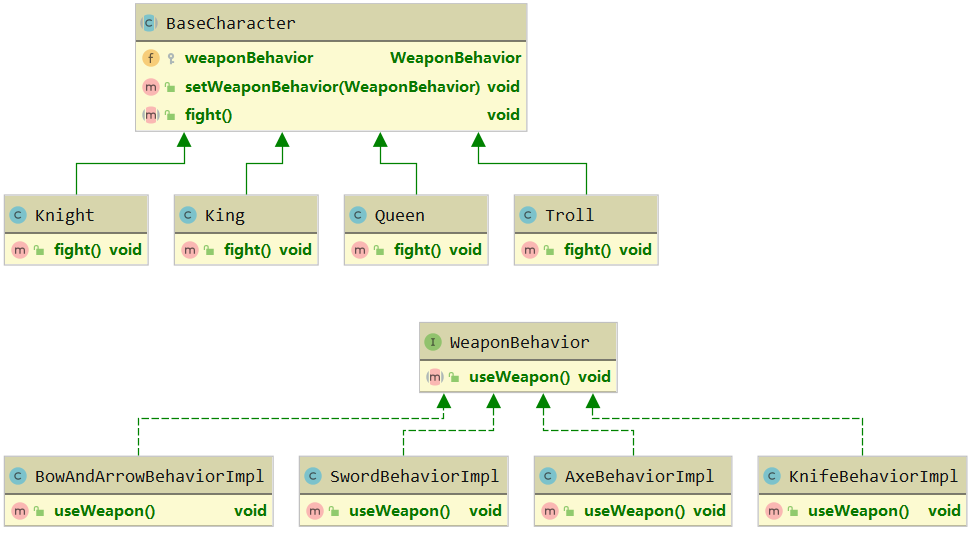 C BaseCharacter
f weaponBehavior WeaponBehavior
m setWeaponBehavior(WeaponBehavior) void
m fight() void
C Knight
m fight() void
C King
m fight() void
C Queen
m fight() void
C Troll
m fight() void
I WeaponBehavior
m useWeapon() void
C BowAndArrowBehaviorImpl
m useWeapon() void
C SwordBehaviorImpl
m useWeapon() void
C AxeBehaviorImpl
m useWeapon() void
C KnifeBehaviorImpl
m useWeapon() void